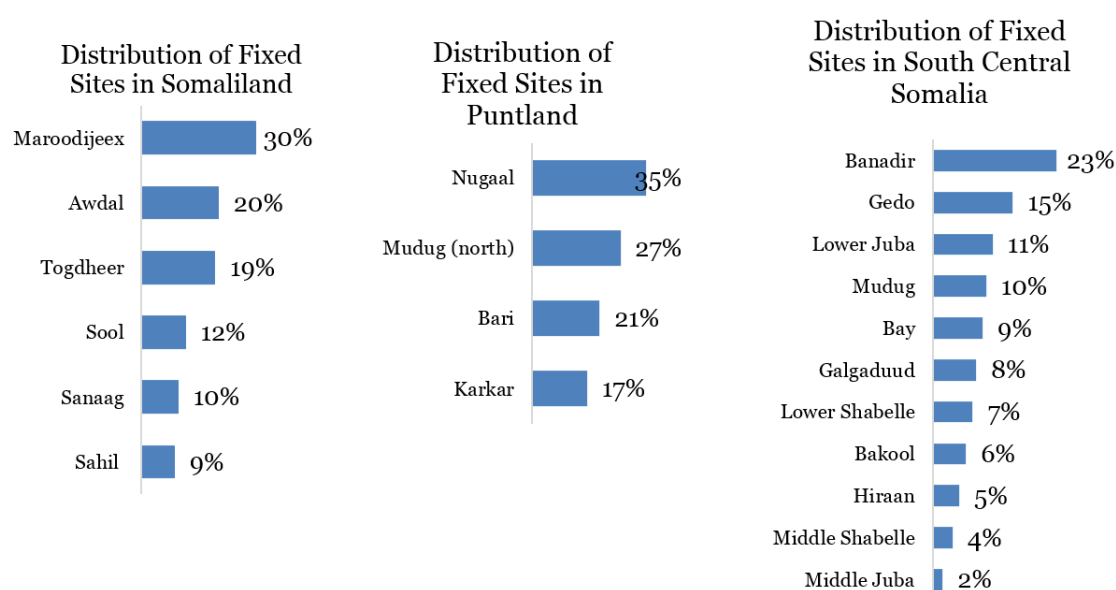 Distribution of Fixed
Sites in Somaliland
Maroodijeex 30%
Awdal 20%
Togdheer 19%
Sool 12%
Sanaag 10%
Sahil 9%
Distribution of
Fixed Sites in
Puntland
Nugaal 35%
Mudug (north) 27%
Bari 21%
Karkar 17%
Distribution of Fixed
Sites in South Central
Somalia
Banadir 23%
Gedo 15%
Lower Juba 11%
Mudug 10%
Bay 9%
Galgaduud 8%
Lower Shabelle 7%
Bakool 6%
Hiraan 5%
Middle Shabelle 4%
Middle Juba 2%